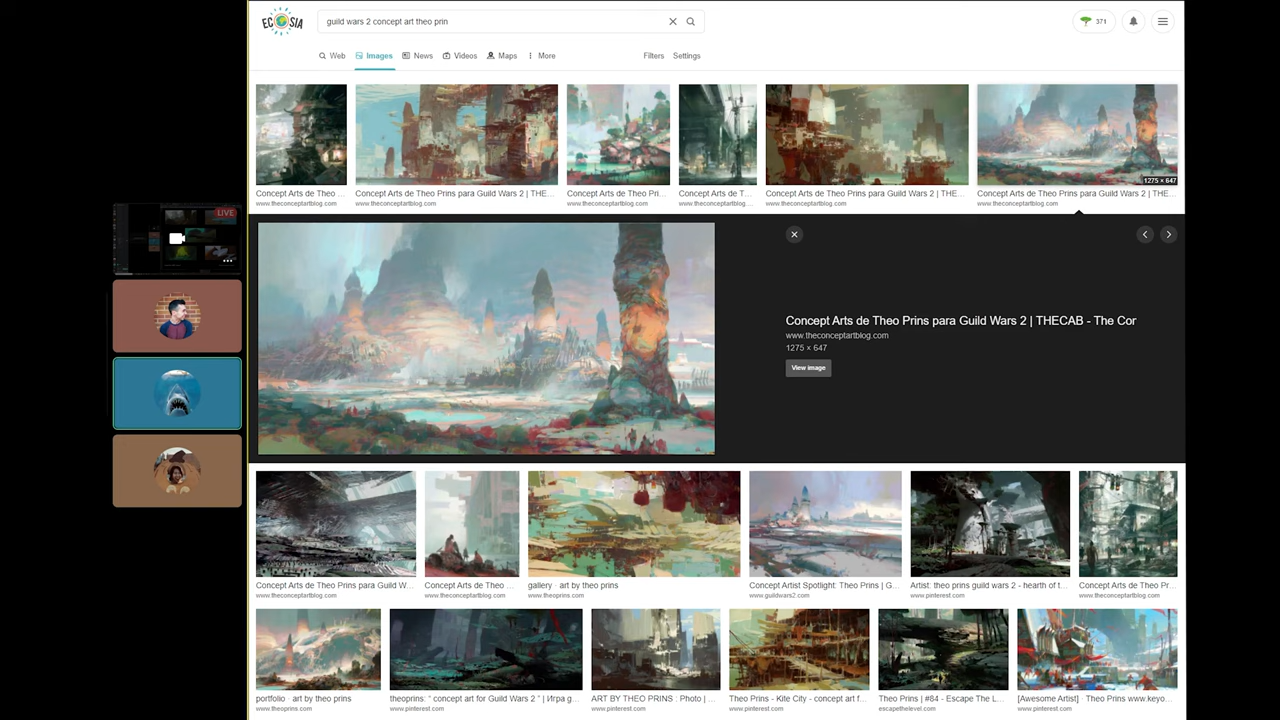 ECOSIA
guild wars 2 concept art theo prin
371
Web
Images
News
Videos
Maps
More
Filters
Settings
1275 × 647
Concept Arts de Theo ...
www.theconceptartblog.com
Concept Arts de Theo Prins para Guild Wars 2 | THE...
www.theconceptartblog.com
Concept Arts de Theo Pri...
www.theconceptartblog.com
Concept Arts de T...
www.theconceptartblog.com
Concept Arts de Theo Prins para Guild Wars 2 | THE...
www.theconceptartblog.com
Concept Arts de Theo Prins para Guild Wars 2 | THE...
www.theconceptartblog.com
LIVE
Concept Arts de Theo Prins para Guild Wars 2 | THECAB - The Cor
www.theconceptartblog.com
1275 × 647
View image
Concept Arts de Theo Prins para Guild W...
www.theconceptartblog.com
Concept Arts de Theo ...
www.theconceptartblog.com
gallery · art by theo prins
www.theoprins.com
Concept Artist Spotlight: Theo Prins | G...
www.guildwars2.com
Artist: theo prins guild wars 2 - hearth of t...
www.pinterest.com
Concept Arts de Theo Pr...
www.theconceptartblog.com
portfolio · art by theo prins
www.theoprins.com
theoprins: “ concept art for Guild Wars 2 ” | Игра g...
www.pinterest.com
ART BY THEO PRINS : Photo | ...
www.pinterest.com
Theo Prins - Kite City - concept art f...
www.pinterest.com
Theo Prins | #84 - Escape The L...
escapethelevel.com
[Awesome Artist] · Theo Prins www.keyo...
www.pinterest.com